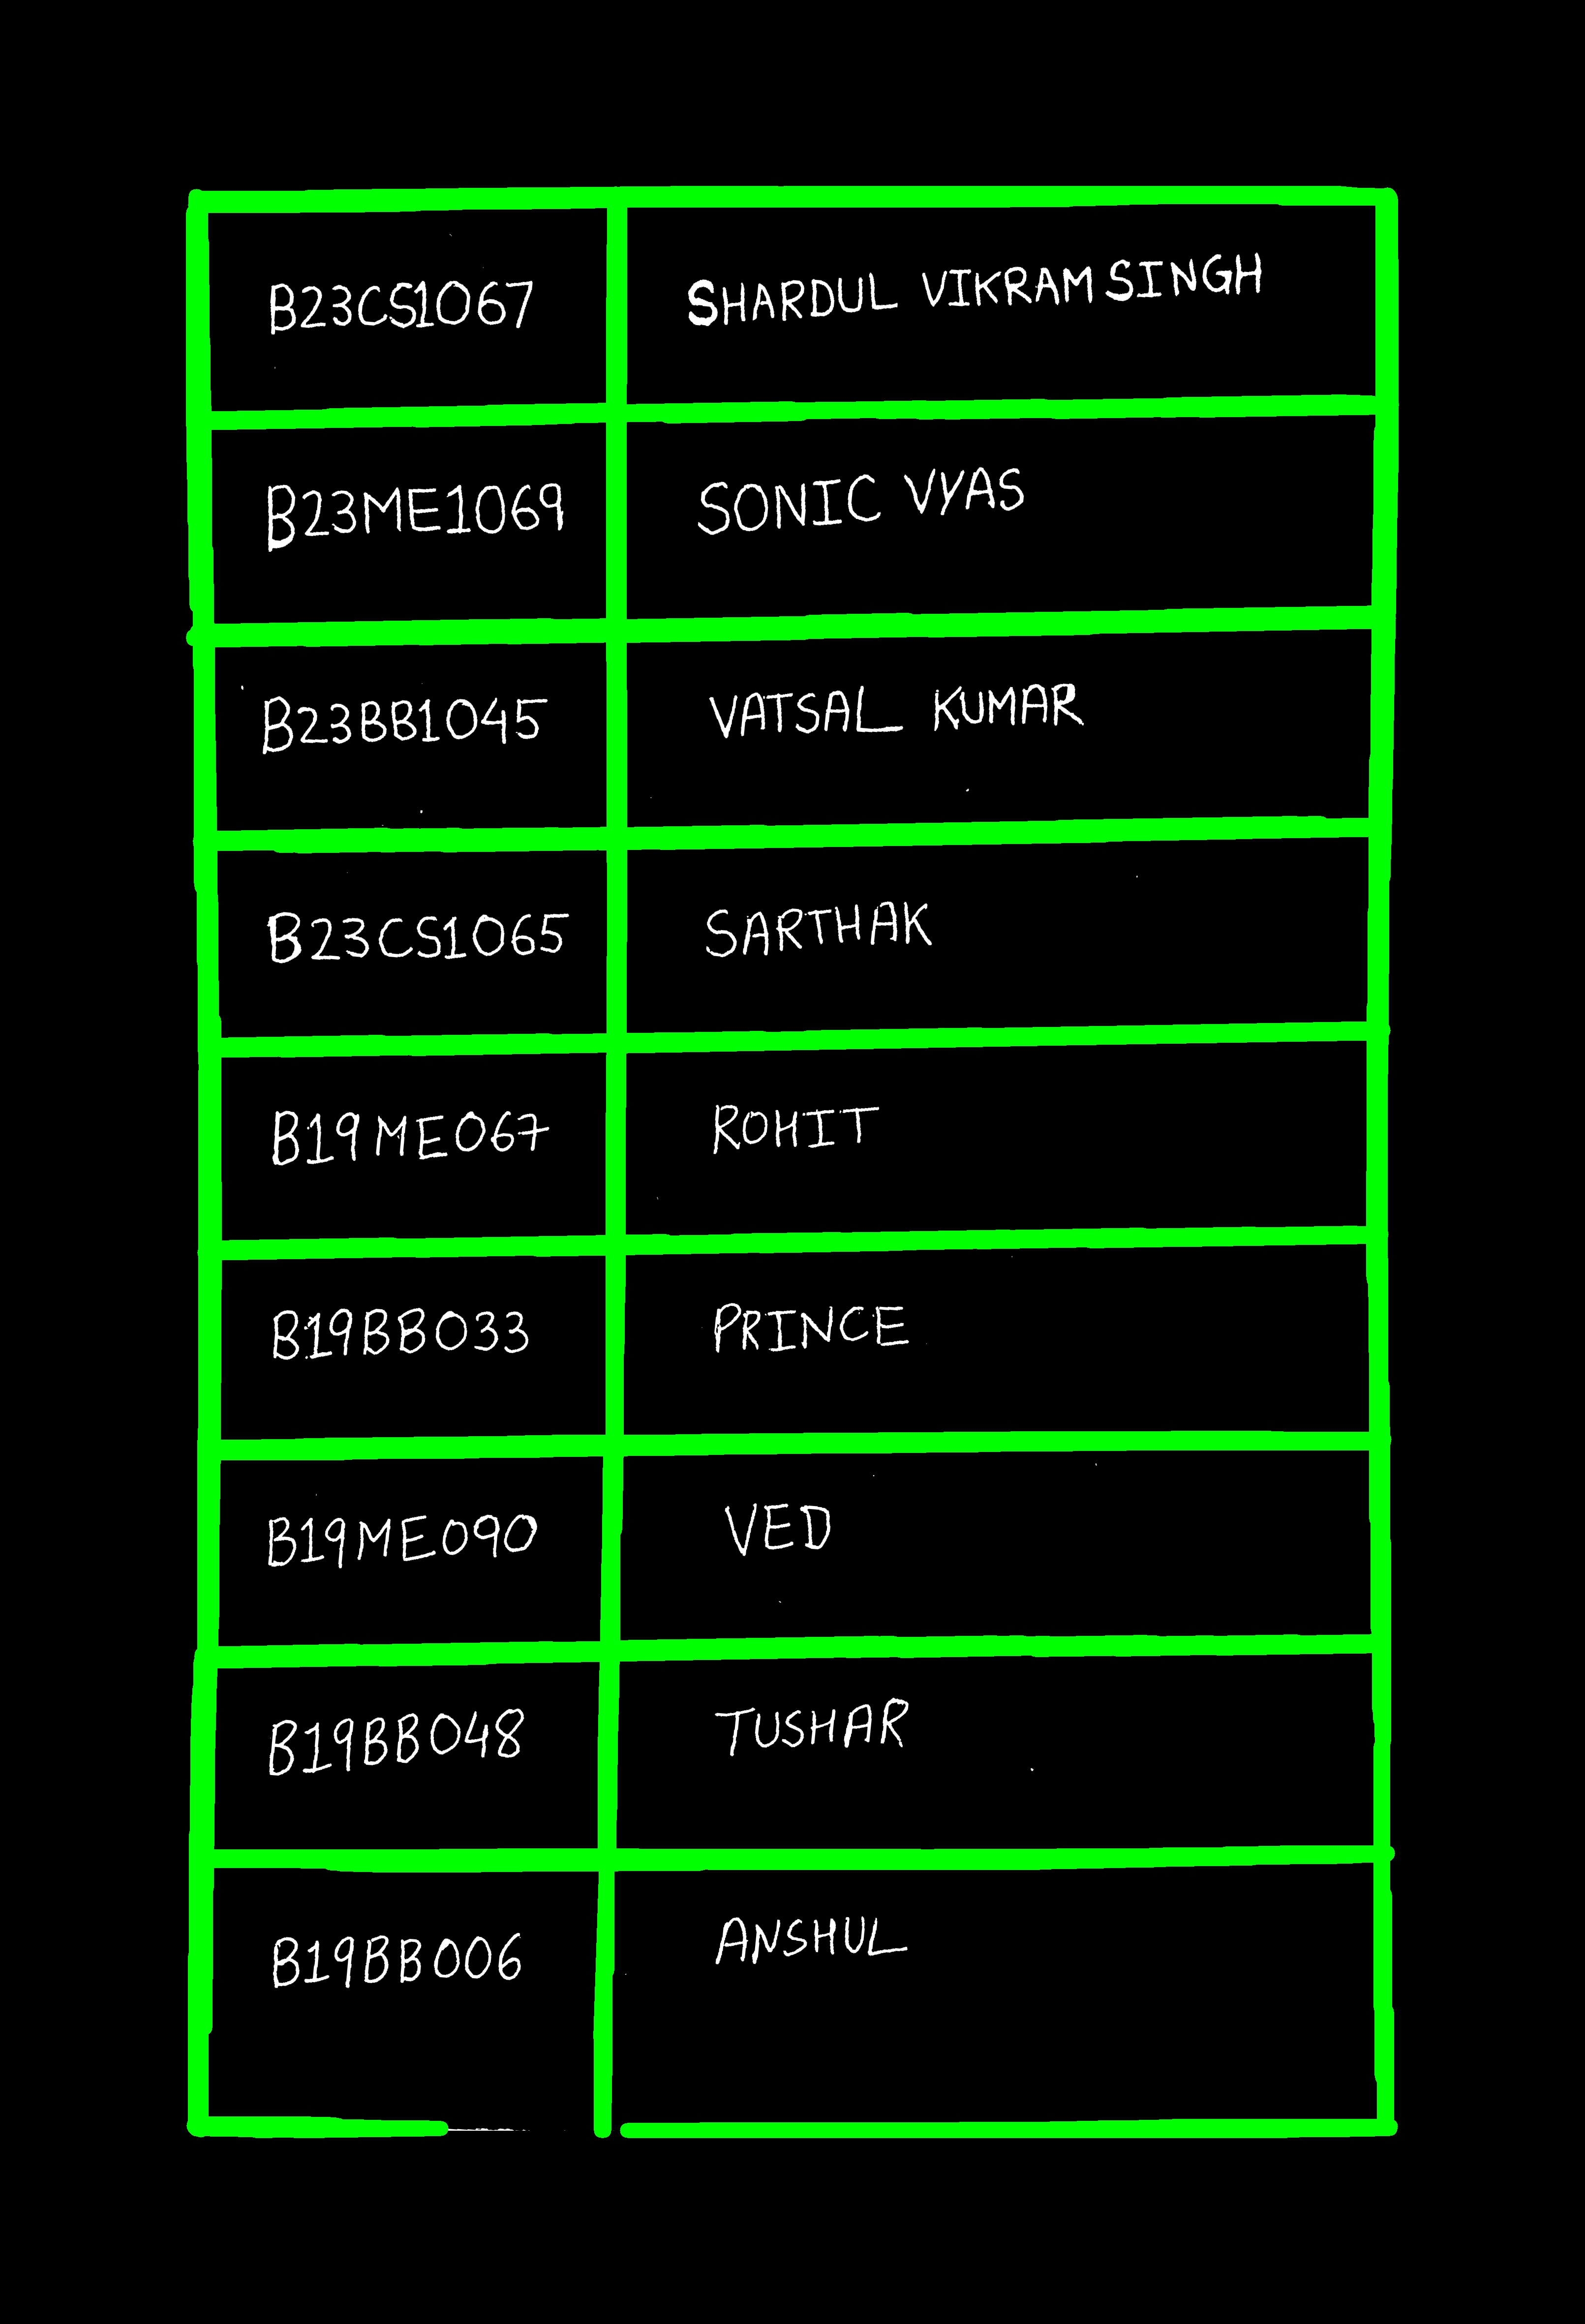 B23CS1067 SHARDUL VIKRAM SINGH
B23ME1069 SONIC VYAS
B23BB1045 VATSAL KUMAR
B23CS1065 SARTHAK
B19ME067 ROHIT
B19BB033 PRINCE
B19ME090 VED
B19BB048 TUSHAR
B19BB006 ANSHUL